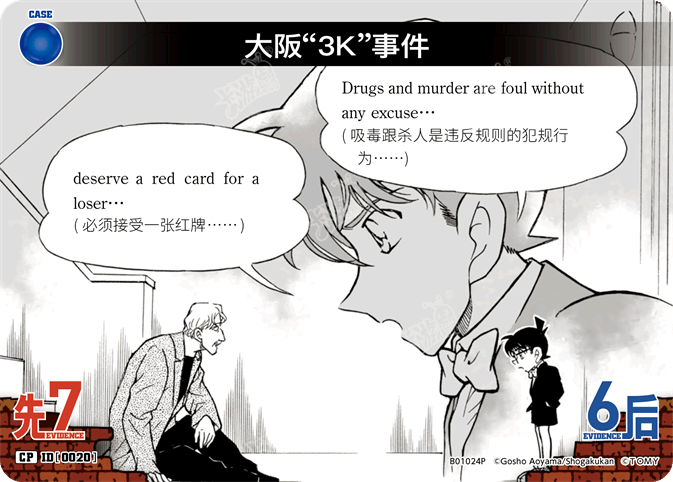 CASE
大阪“3K”事件
Drugs and murder are foul without
any excuse…
(吸毒跟杀人是违反规则的犯规行
为……)
deserve a red card for a
loser…
(必须接受一张红牌……)
先7
EVIDENCE
6后
EVIDENCE
CP ID[0020]
B01024P ©Gosho Aoyama/Shogakukan ©TOMY